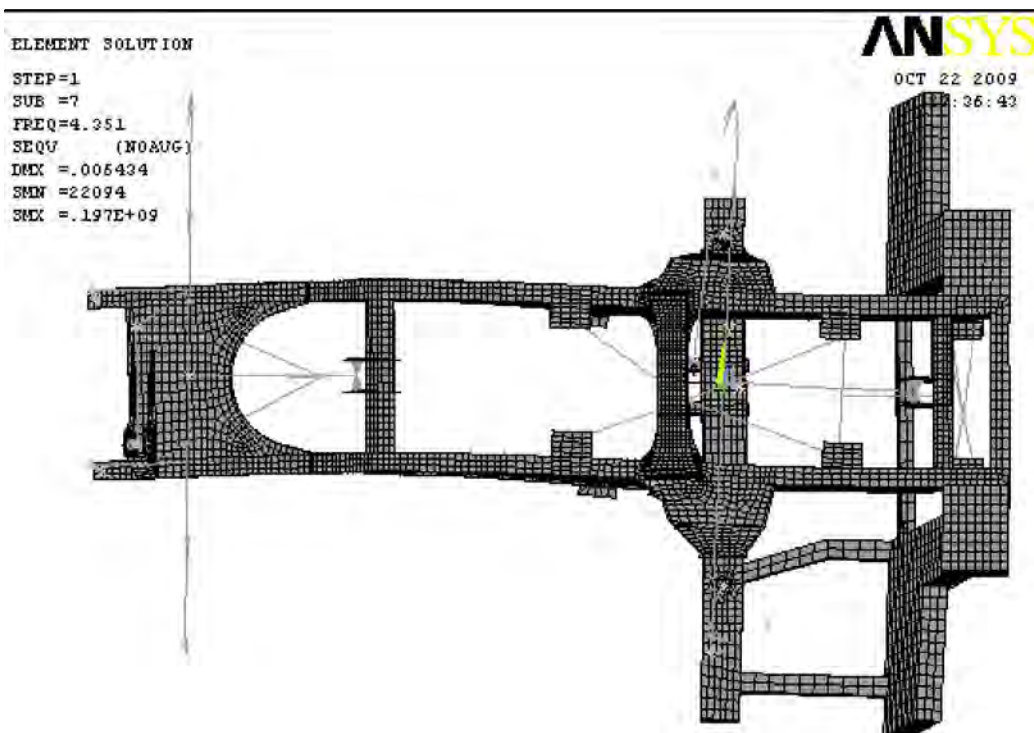 ELEMENT SOLUTION
STEP=1
SUB =7
FREQ=4.351
SEQV (NOAVG)
DMX =.006434
SMN =22094
SMX =.197E+09
ANSYS
OCT 22 2009
:36:43